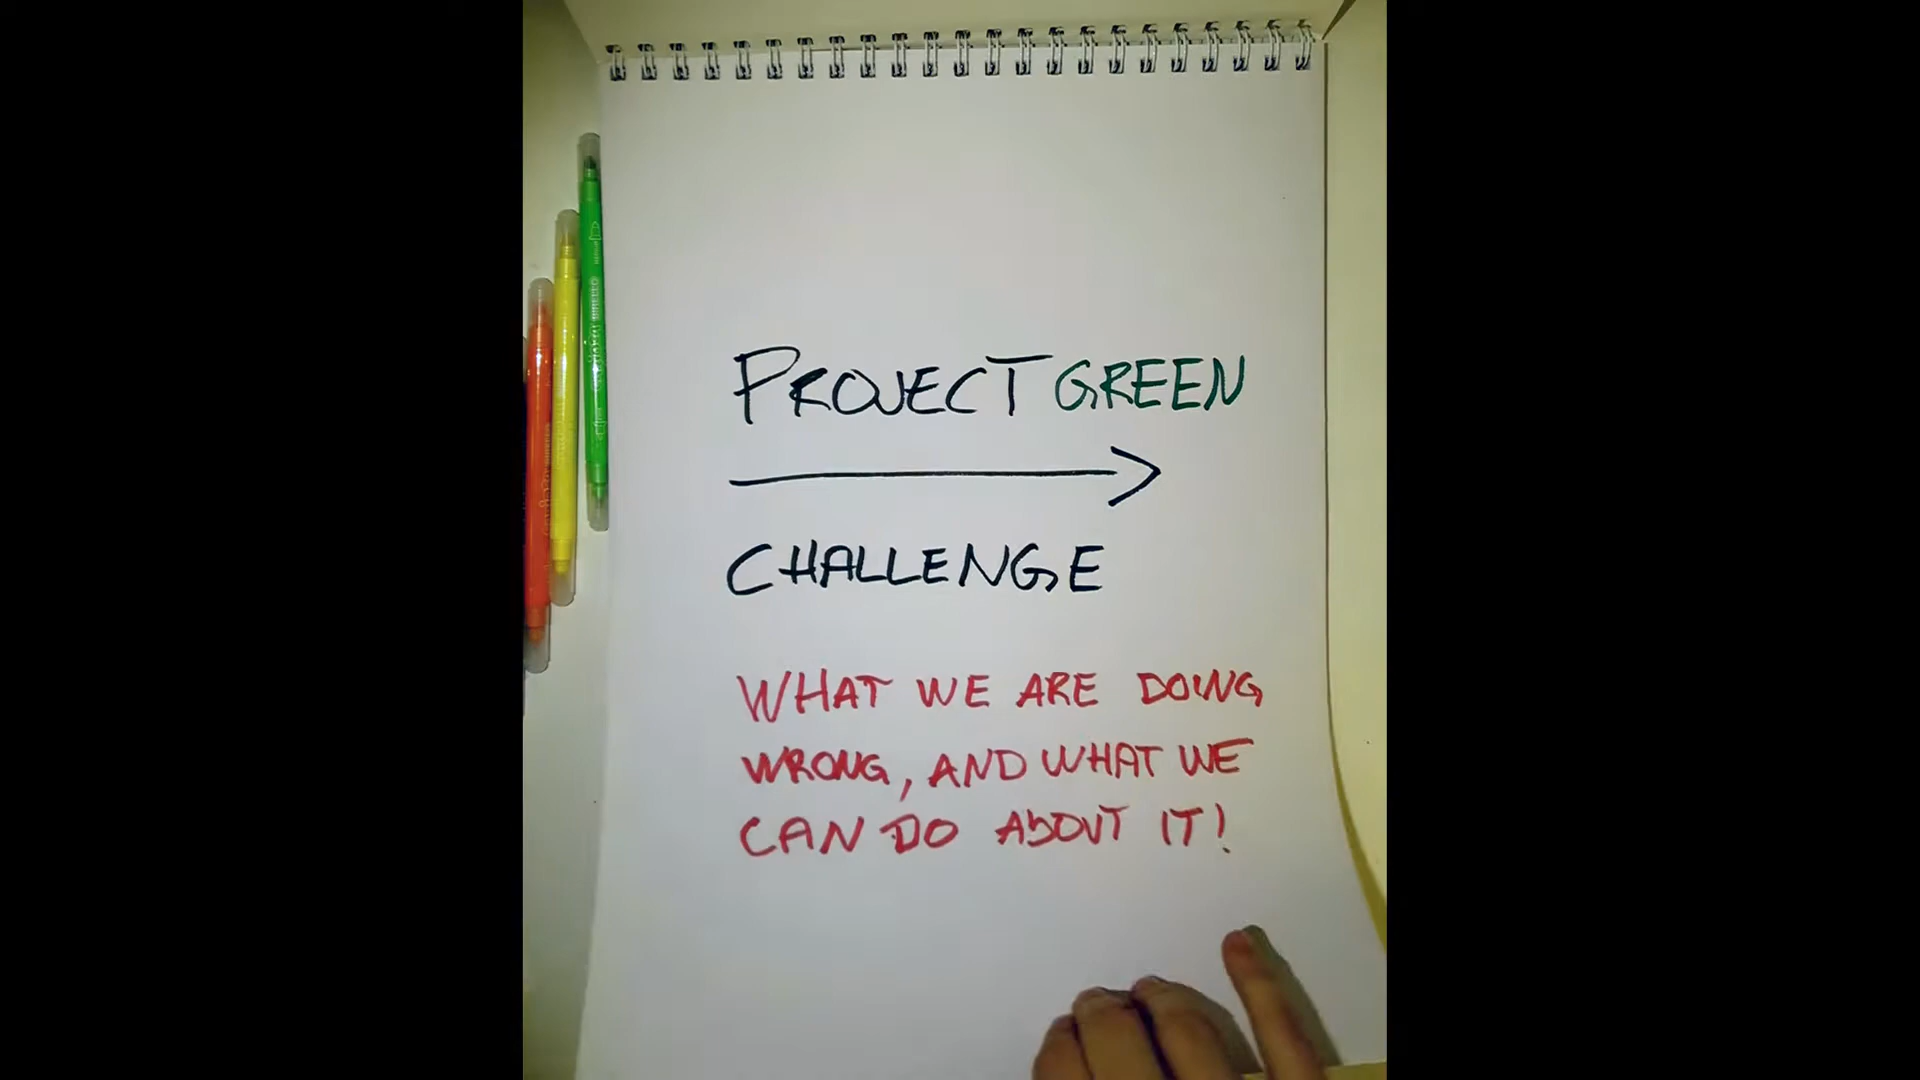 PROJECT GREEN
CHALLENGE
WHAT WE ARE DOING
WRONG, AND WHAT WE
CAN DO ABOUT IT!